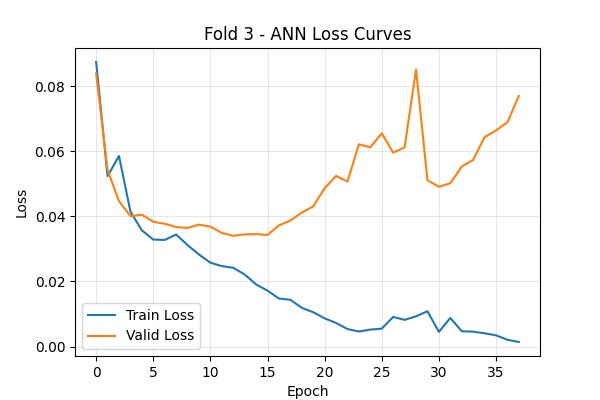 Fold 3 - ANN Loss Curves
Loss
0.08
0.06
0.04
0.02
0.00
Train Loss
Valid Loss
0 5 10 15 20 25 30 35
Epoch